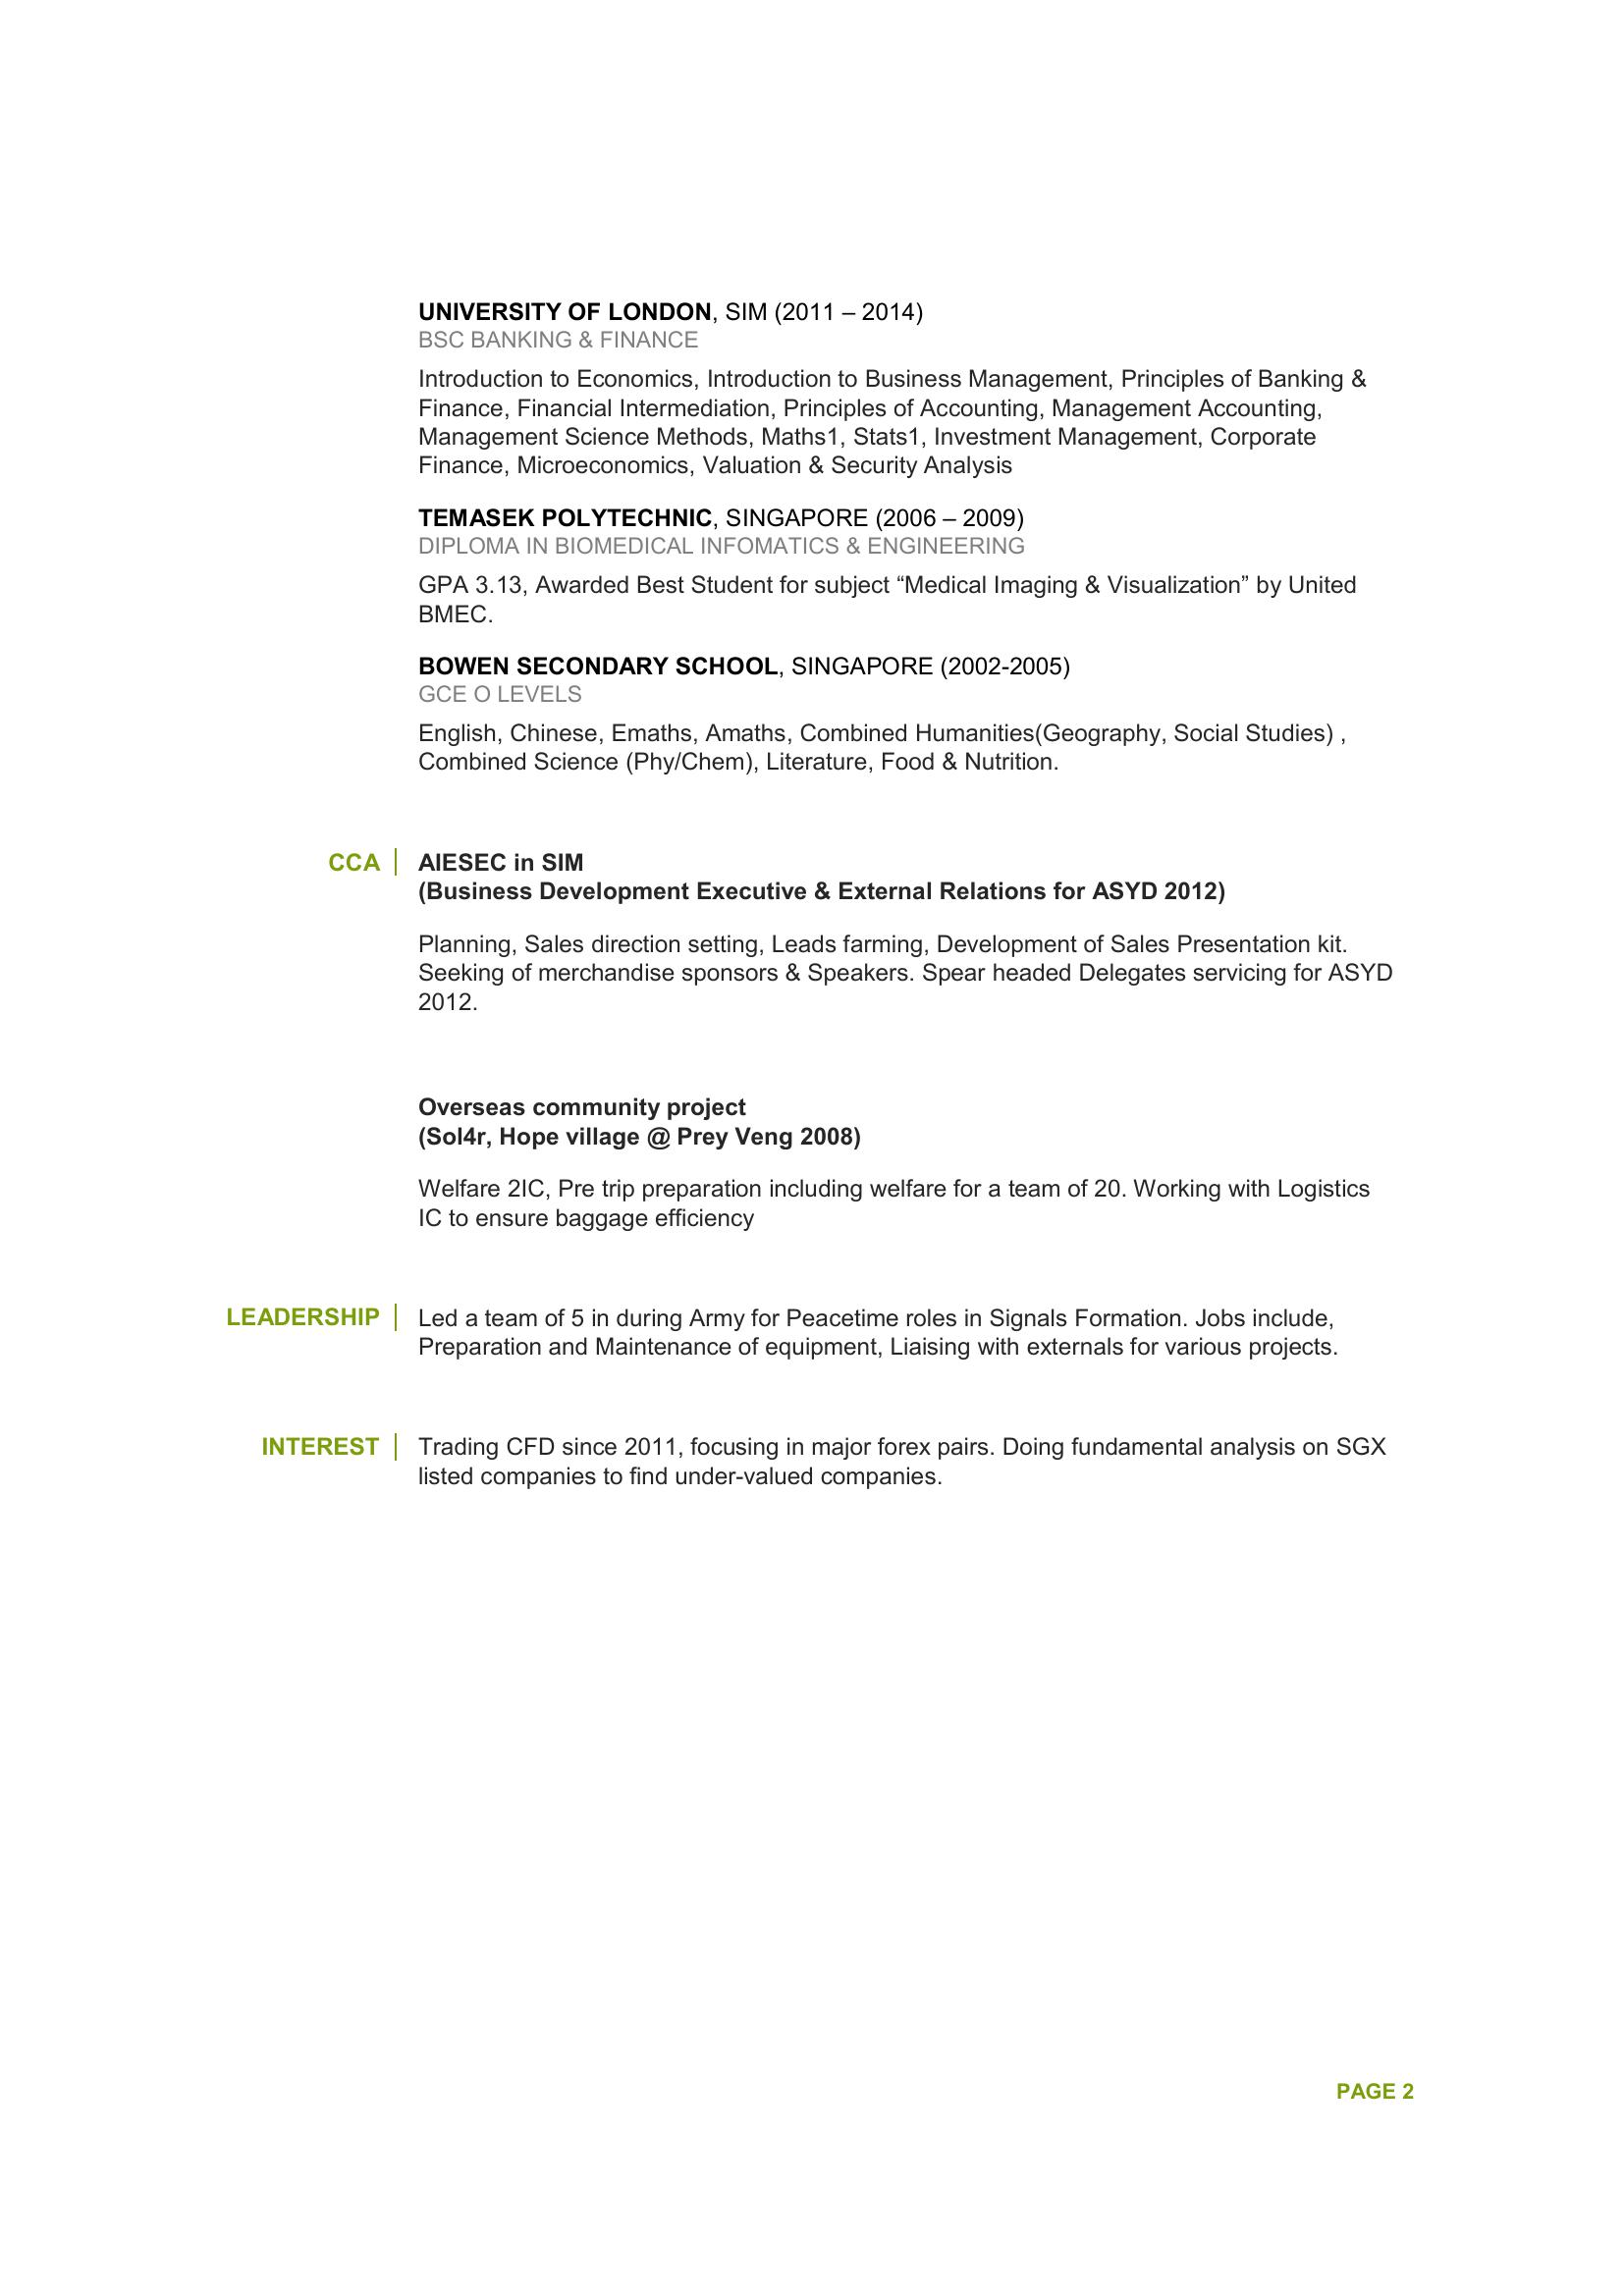 UNIVERSITY OF LONDON, SIM (2011 – 2014)
BSC BANKING & FINANCE
Introduction to Economics, Introduction to Business Management, Principles of Banking &
Finance, Financial Intermediation, Principles of Accounting, Management Accounting,
Management Science Methods, Maths1, Stats1, Investment Management, Corporate
Finance, Microeconomics, Valuation & Security Analysis
TEMASEK POLYTECHNIC, SINGAPORE (2006 – 2009)
DIPLOMA IN BIOMEDICAL INFOMATICS & ENGINEERING
GPA 3.13, Awarded Best Student for subject “Medical Imaging & Visualization” by United
BMEC.
BOWEN SECONDARY SCHOOL, SINGAPORE (2002-2005)
GCE O LEVELS
English, Chinese, Emaths, Amaths, Combined Humanities(Geography, Social Studies) ,
Combined Science (Phy/Chem), Literature, Food & Nutrition.
CCA | AIESEC in SIM
(Business Development Executive & External Relations for ASYD 2012)
Planning, Sales direction setting, Leads farming, Development of Sales Presentation kit.
Seeking of merchandise sponsors & Speakers. Spear headed Delegates servicing for ASYD
2012.
Overseas community project
(Sol4r, Hope village @ Prey Veng 2008)
Welfare 2IC, Pre trip preparation including welfare for a team of 20. Working with Logistics
IC to ensure baggage efficiency
LEADERSHIP | Led a team of 5 in during Army for Peacetime roles in Signals Formation. Jobs include,
Preparation and Maintenance of equipment, Liaising with externals for various projects.
INTEREST | Trading CFD since 2011, focusing in major forex pairs. Doing fundamental analysis on SGX
listed companies to find under-valued companies.
PAGE 2